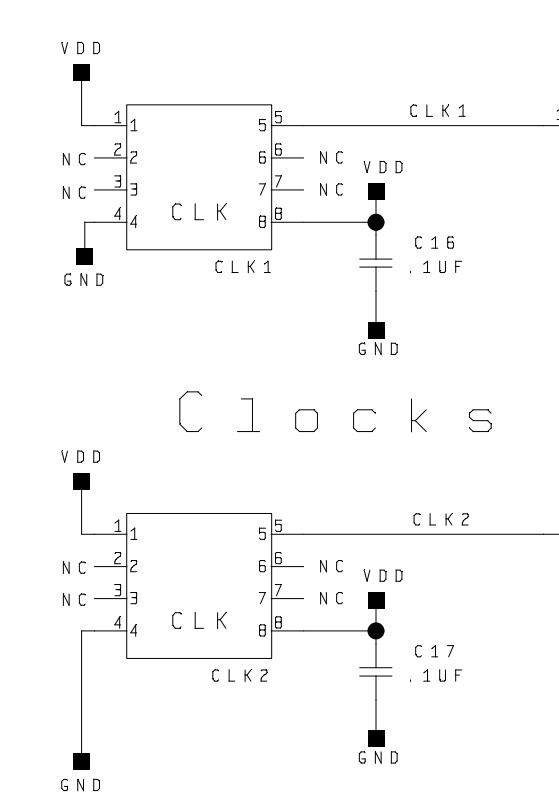 VDD
CLK1
1 1 5 5
NC 2 2 6 6 NC
VDD
NC 3 3 7 7 NC
CLK
4 4 8 8
C16
GND CLK1 .1UF
GND
Clocks
VDD
CLK2
1 1 5 5
NC 2 2 6 6 NC
VDD
NC 3 3 7 7 NC
CLK
4 4 8 8
C17
CLK2 .1UF
GND
GND